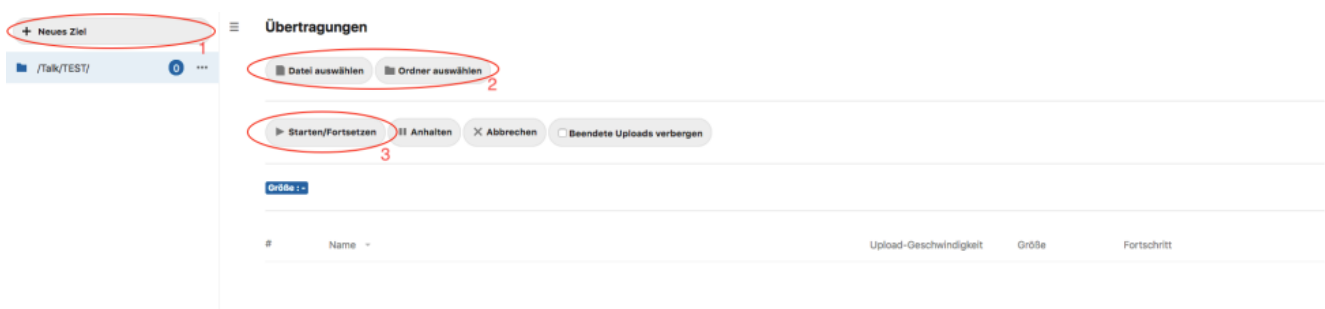 + Neues Ziel
1
/Talk/TEST/ 0 ...
Übertragungen
Datei auswählen Ordner auswählen
2
Starten/Fortsetzen Anhalten Abbrechen Beendete Uploads verbergen
3
Größe : -
# Name Upload-Geschwindigkeit Größe Fortschritt